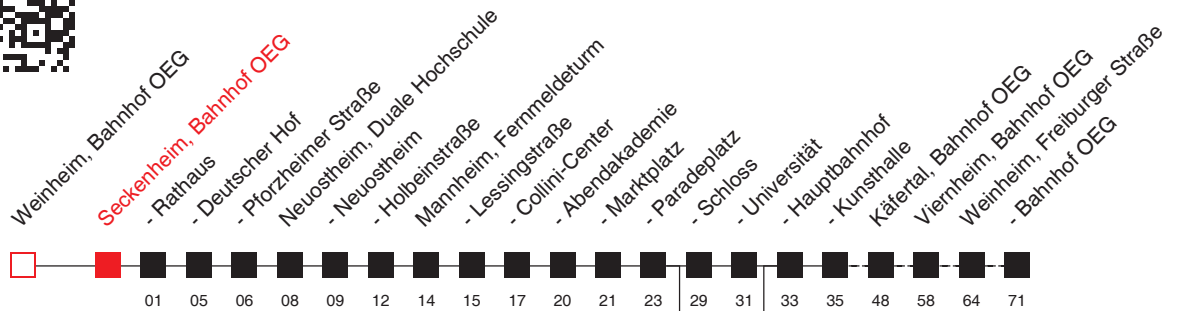 Weinheim, Bahnhof OEG
Seckenheim, Bahnhof OEG
- Rathaus
- Deutscher Hof
- Pforzheimer Straße
Neuostheim, Duale Hochschule
- Neuostheim
- Holbeinstraße
Mannheim, Fernmeldeturm
- Lessingstraße
- Collini-Center
- Abendakademie
- Marktplatz
- Paradeplatz
- Schloss
- Universität
- Hauptbahnhof
- Kunsthalle
Käfertal, Bahnhof OEG
Viernheim, Bahnhof OEG
Weinheim, Freiburger Straße
- Bahnhof OEG
01 05 06 08 09 12 14 15 17 20 21 23 29 31 33 35 48 58 64 71